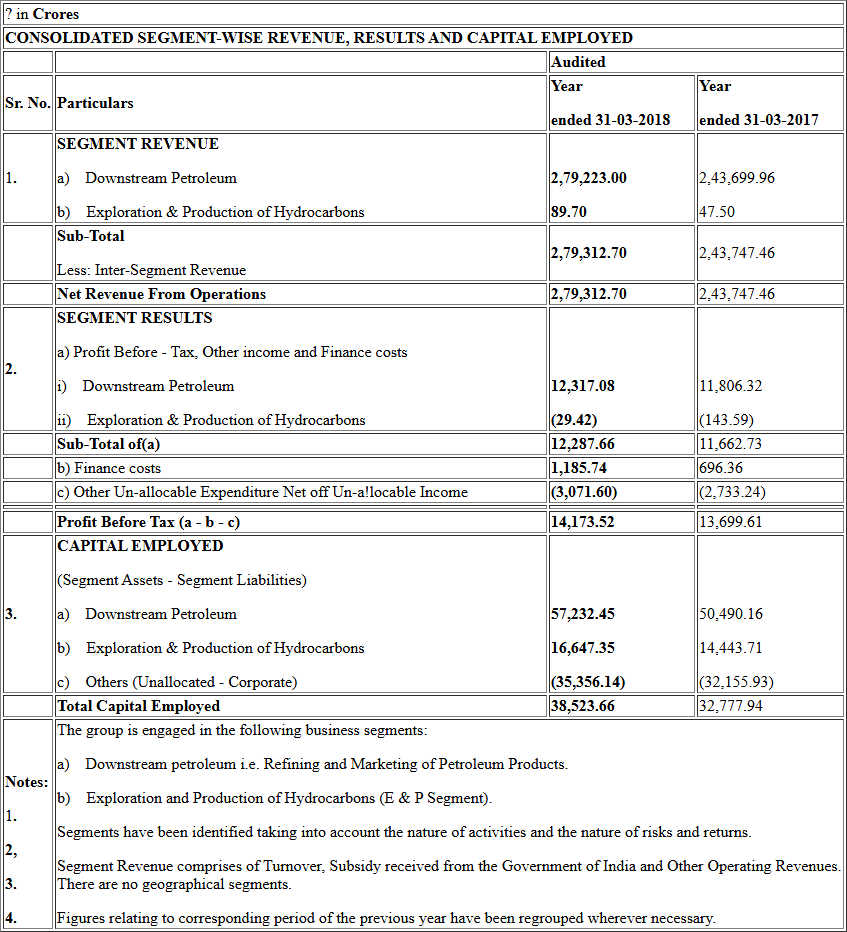 ? in Crores
CONSOLIDATED SEGMENT-WISE REVENUE, RESULTS AND CAPITAL EMPLOYED
Audited
Sr. No. Particulars Year ended 31-03-2018 Year ended 31-03-2017
1. SEGMENT REVENUE
a) Downstream Petroleum 2,79,223.00 2,43,699.96
b) Exploration & Production of Hydrocarbons 89.70 47.50
Sub-Total 2,79,312.70 2,43,747.46
Less: Inter-Segment Revenue
Net Revenue From Operations 2,79,312.70 2,43,747.46
2. SEGMENT RESULTS
a) Profit Before - Tax, Other income and Finance costs
i) Downstream Petroleum 12,317.08 11,806.32
ii) Exploration & Production of Hydrocarbons (29.42) (143.59)
Sub-Total of(a) 12,287.66 11,662.73
b) Finance costs 1,185.74 696.36
c) Other Un-allocable Expenditure Net off Un-a!locable Income (3,071.60) (2,733.24)
Profit Before Tax (a - b - c) 14,173.52 13,699.61
3. CAPITAL EMPLOYED
(Segment Assets - Segment Liabilities)
a) Downstream Petroleum 57,232.45 50,490.16
b) Exploration & Production of Hydrocarbons 16,647.35 14,443.71
c) Others (Unallocated - Corporate) (35,356.14) (32,155.93)
Total Capital Employed 38,523.66 32,777.94
Notes:
1.
2,
3.
4.
The group is engaged in the following business segments:
a) Downstream petroleum i.e. Refining and Marketing of Petroleum Products.
b) Exploration and Production of Hydrocarbons (E & P Segment).
Segments have been identified taking into account the nature of activities and the nature of risks and returns.
Segment Revenue comprises of Turnover, Subsidy received from the Government of India and Other Operating Revenues.
There are no geographical segments.
Figures relating to corresponding period of the previous year have been regrouped wherever necessary.